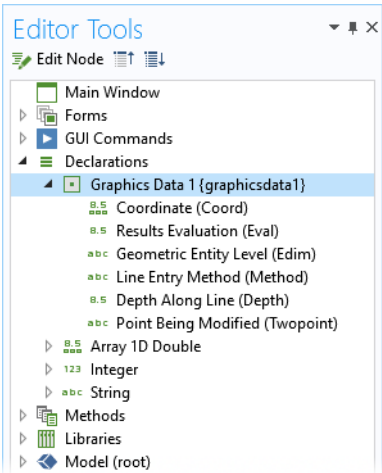 Editor Tools
Edit Node
Main Window
Forms
GUI Commands
Declarations
Graphics Data 1 {graphicsdata1}
8.5 Coordinate (Coord)
8.5 Results Evaluation (Eval)
abc Geometric Entity Level (Edim)
abc Line Entry Method (Method)
8.5 Depth Along Line (Depth)
abc Point Being Modified (Twopoint)
8.5 Array 1D Double
123 Integer
abc String
Methods
Libraries
Model (root)